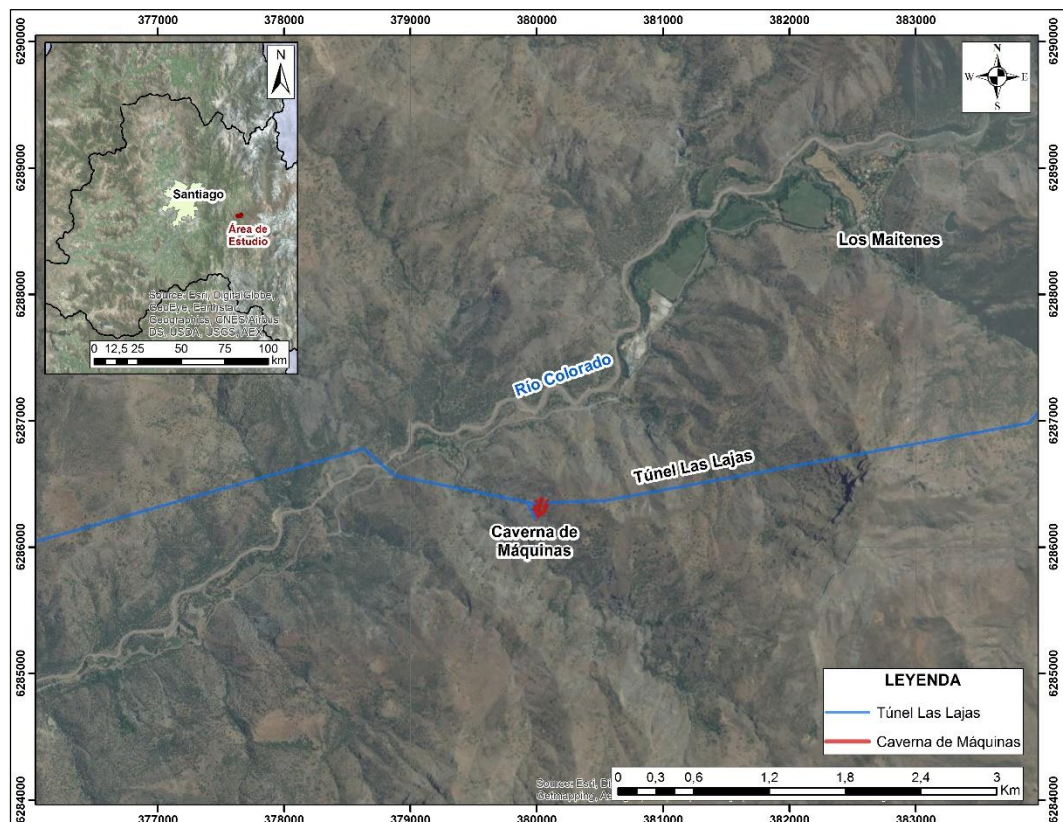 377000
378000
379000
380000
381000
382000
383000
6290000
6289000
6288000
6287000
6286000
6285000
6284000
N
Santiago
Área de
Estudio
Source: Esri, DigitalGlobe,
GeoEye, Earthstar
Geographics, CNES/Airbus
DS, USDA, USGS, AEX,
0 12,5 25 50 75 100
km
N
W E
S
Los Maitenes
Río Colorado
Túnel Las Lajas
Caverna de
Máquinas
LEYENDA
Túnel Las Lajas
Caverna de Máquinas
Source: Esri,
Getmapping,
0 0,3 0,6 1,2 1,8 2,4 3
Km
6290000
6289000
6288000
6287000
6286000
6285000
6284000
377000
378000
379000
380000
381000
382000
383000